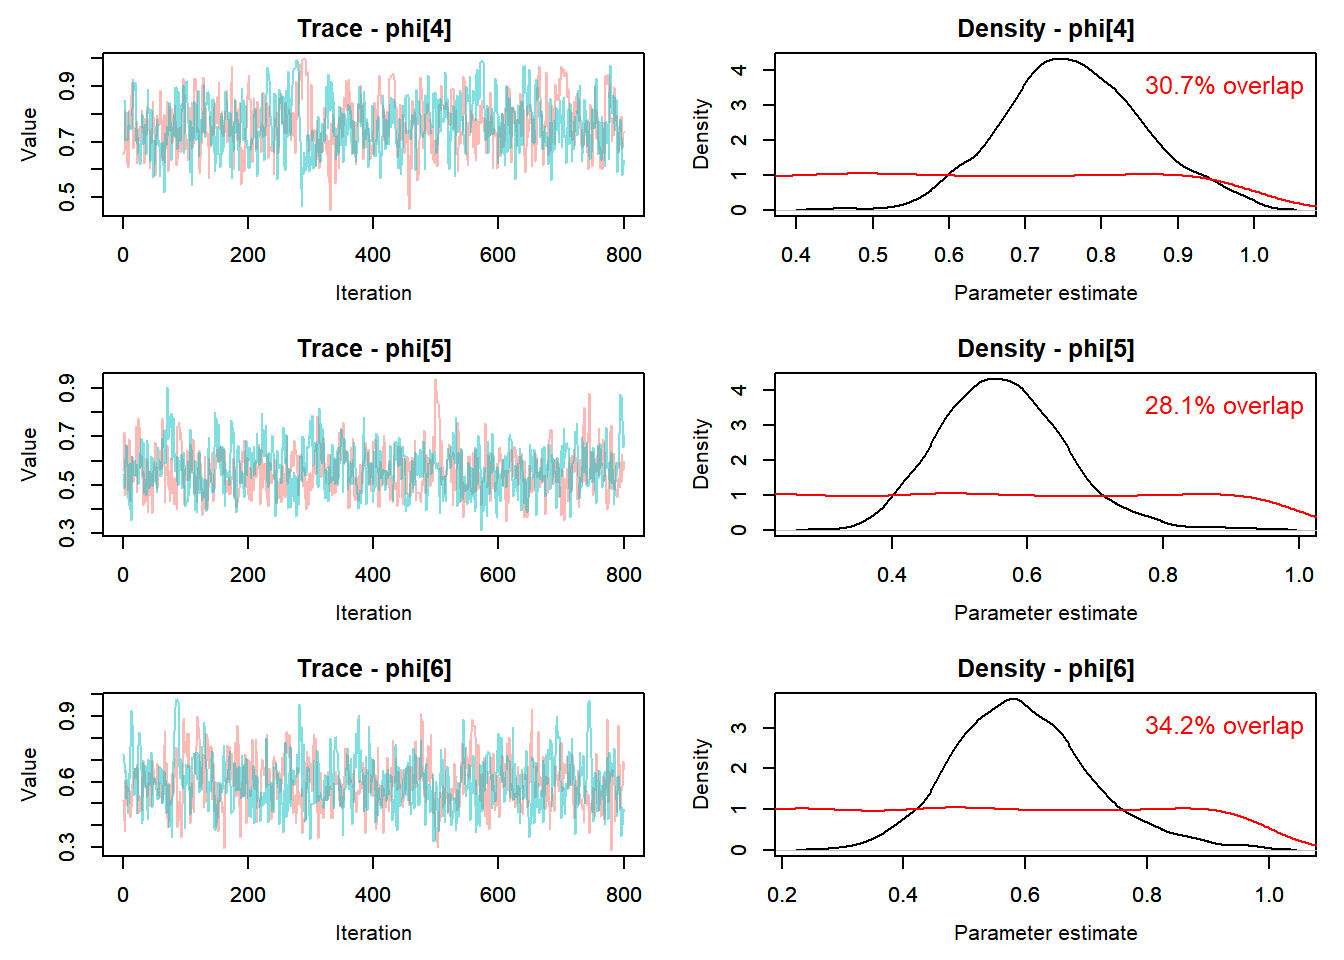 Trace - phi[4]
Value
0.5 0.7 0.9
0 200 400 600 800
Iteration
Density - phi[4]
30.7% overlap
Density
0 1 2 3 4
0.4 0.5 0.6 0.7 0.8 0.9 1.0
Parameter estimate
Trace - phi[5]
Value
0.3 0.5 0.7 0.9
0 200 400 600 800
Iteration
Density - phi[5]
28.1% overlap
Density
0 1 2 3 4
0.4 0.6 0.8 1.0
Parameter estimate
Trace - phi[6]
Value
0.3 0.6 0.9
0 200 400 600 800
Iteration
Density - phi[6]
34.2% overlap
Density
0 1 2 3
0.2 0.4 0.6 0.8 1.0
Parameter estimate